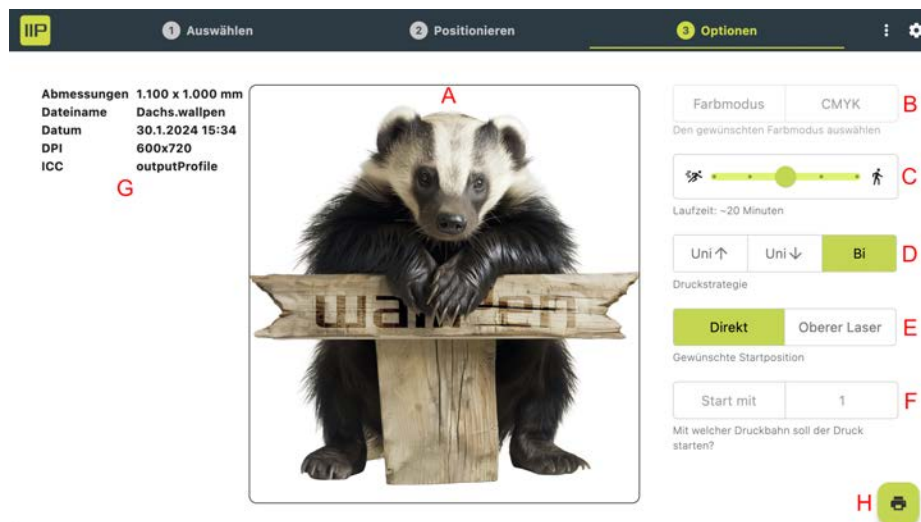 IIP
1 Auswählen
2 Positionieren
3 Optionen
Abmessungen 1.100 x 1.000 mm
Dateiname Dachs.wallpen
Datum 30.1.2024 15:34
DPI 600x720
ICC outputProfile
G
A
wallpen
Farbmodus CMYK B
Den gewünschten Farbmodus auswählen
C
Laufzeit: ~20 Minuten
Uni↑ Uni↓ Bi D
Druckstrategie
Direkt Oberer Laser E
Gewünschte Startposition
Start mit 1 F
Mit welcher Druckbahn soll der Druck
starten?
H